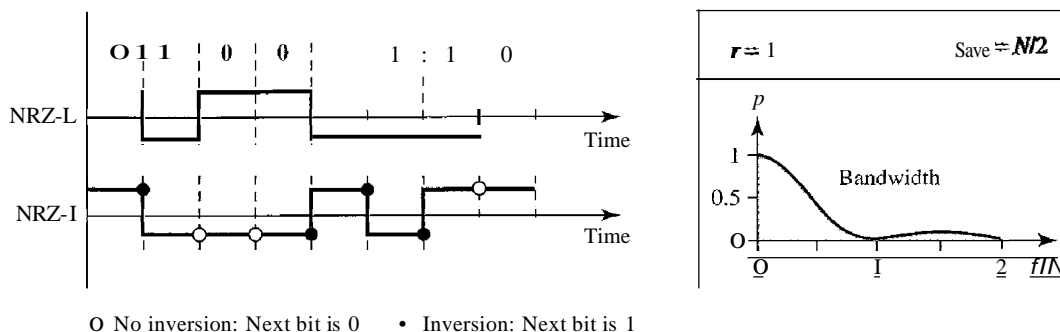 O 1 1 0 0 1 : 1 0
NRZ-L
Time
NRZ-I
Time
O No inversion: Next bit is 0 • Inversion: Next bit is 1
r = 1 Save = N/2
p
1
Bandwidth
0.5
O
O 1 2 f/N